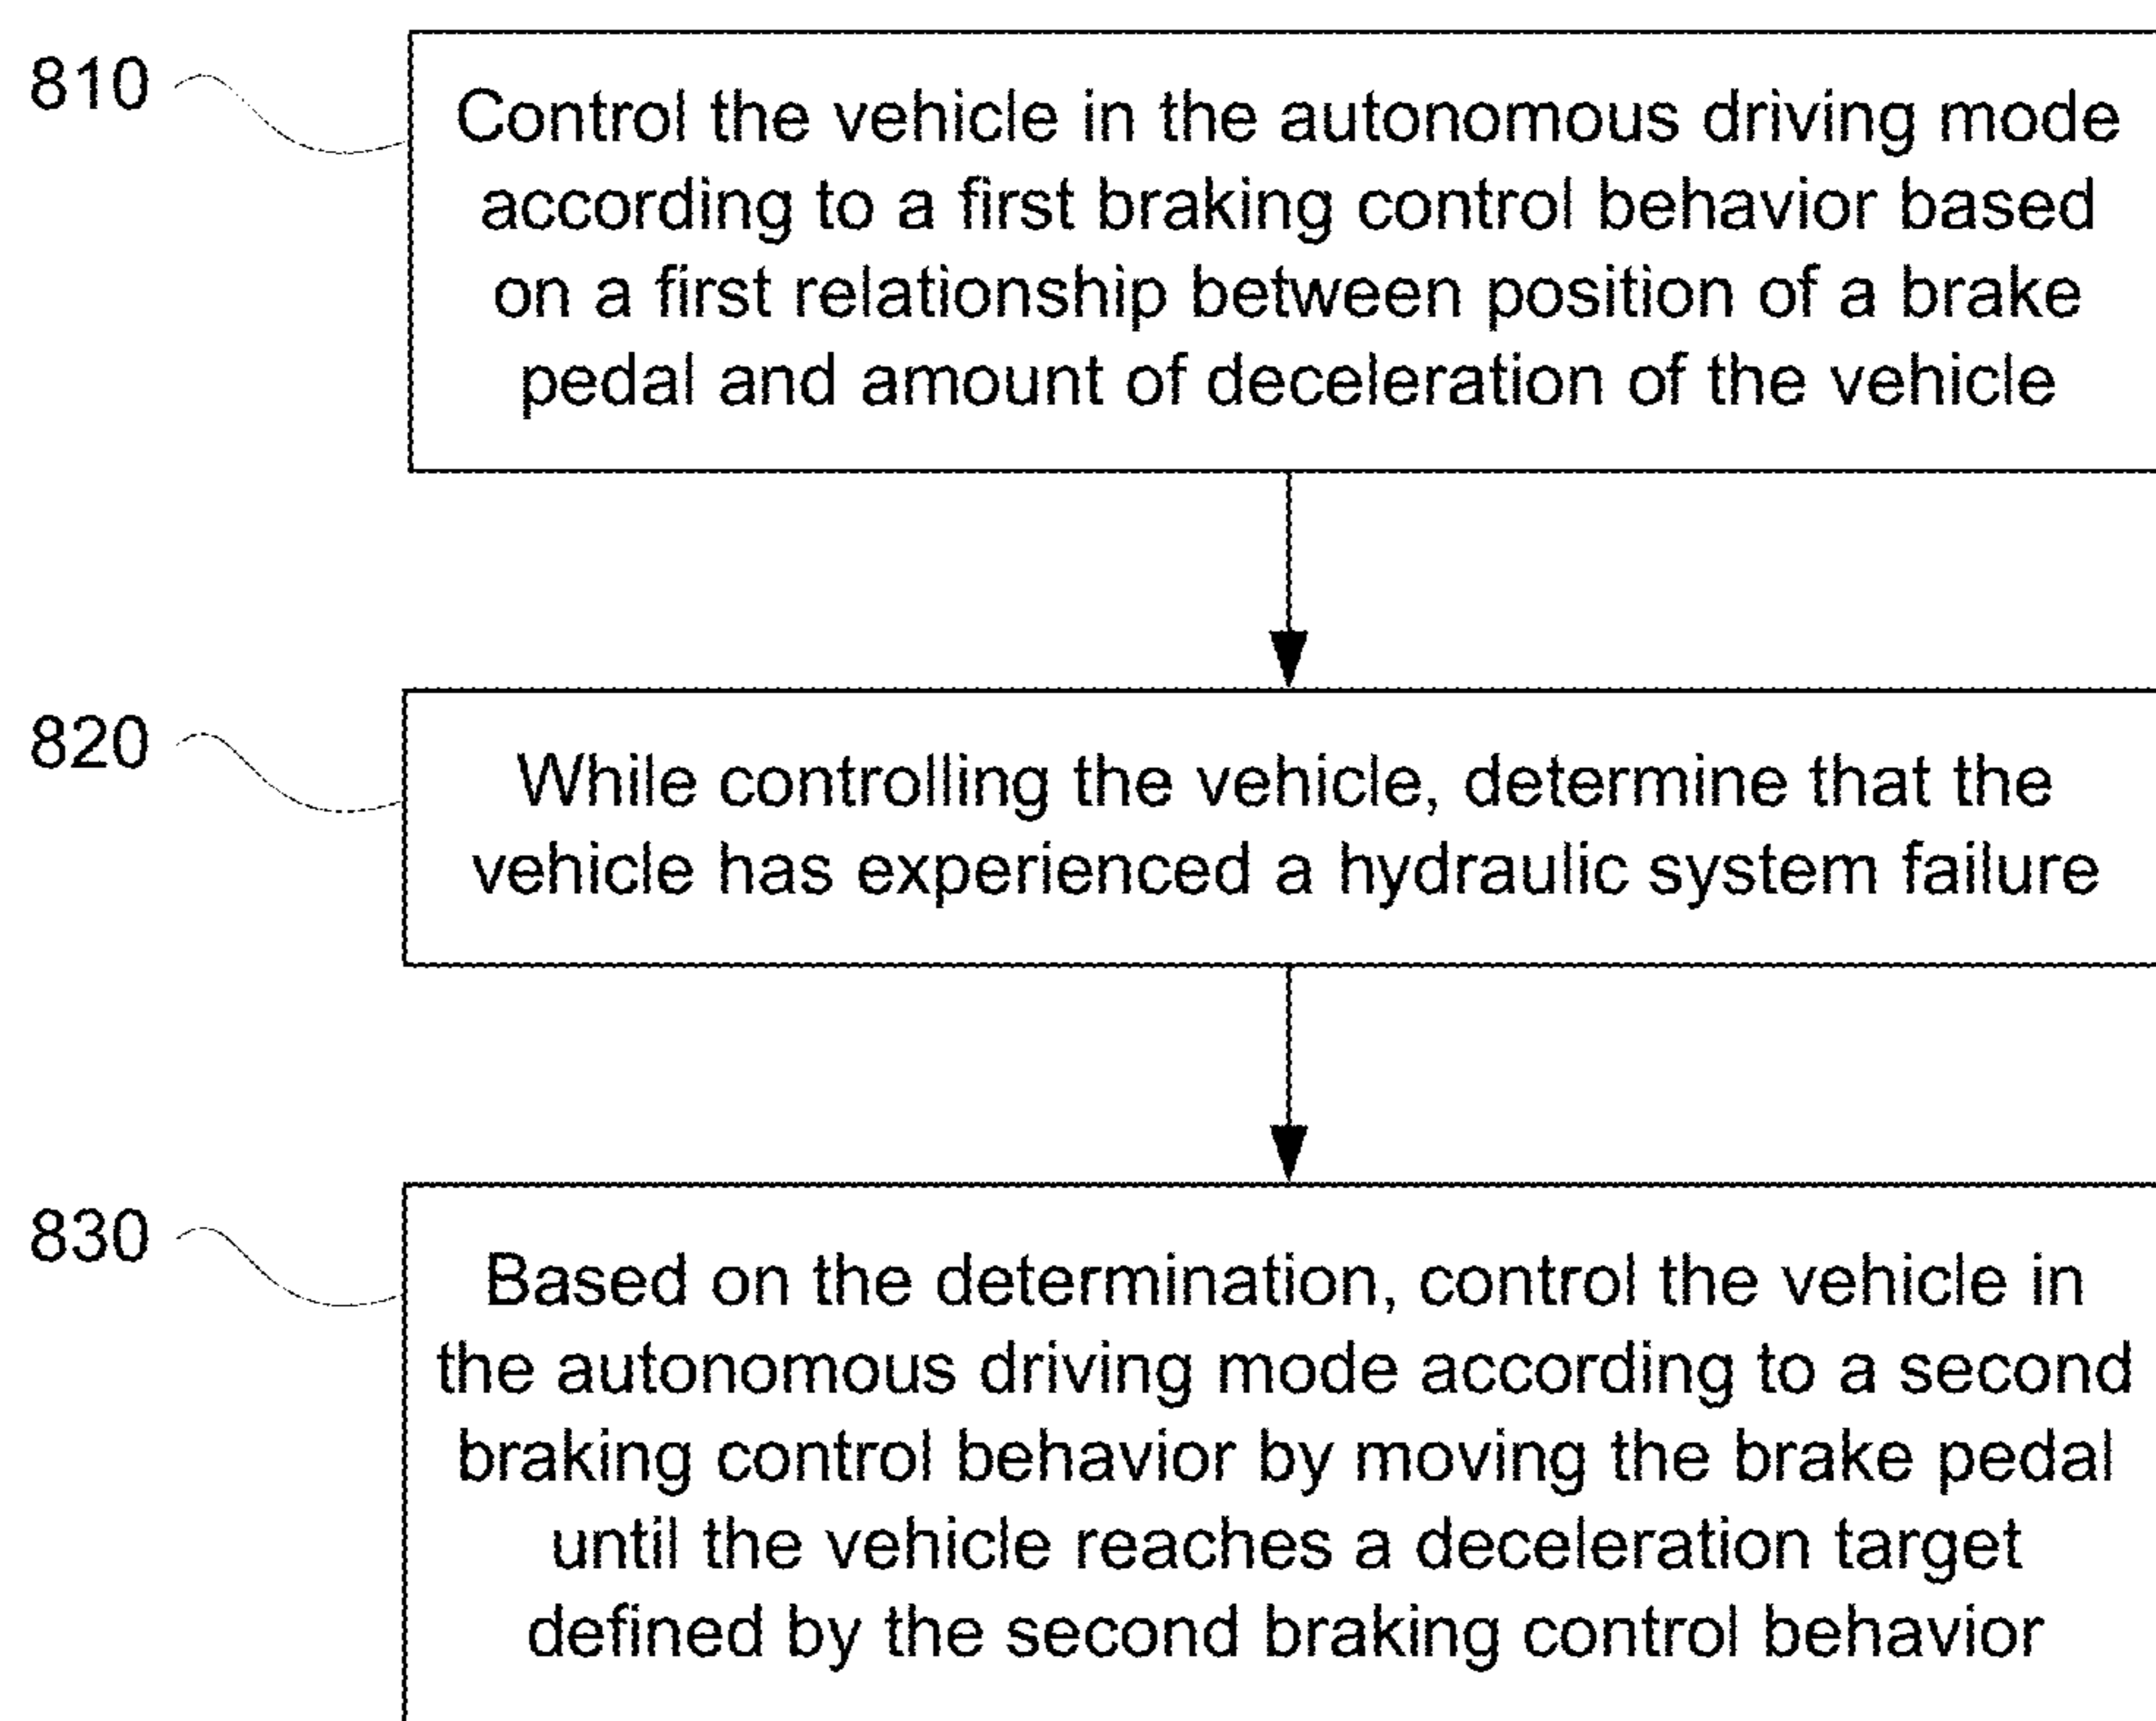 810
Control the vehicle in the autonomous driving mode
according to a first braking control behavior based
on a first relationship between position of a brake
pedal and amount of deceleration of the vehicle
820
While controlling the vehicle, determine that the
vehicle has experienced a hydraulic system failure
830
Based on the determination, control the vehicle in
the autonomous driving mode according to a second
braking control behavior by moving the brake pedal
until the vehicle reaches a deceleration target
defined by the second braking control behavior